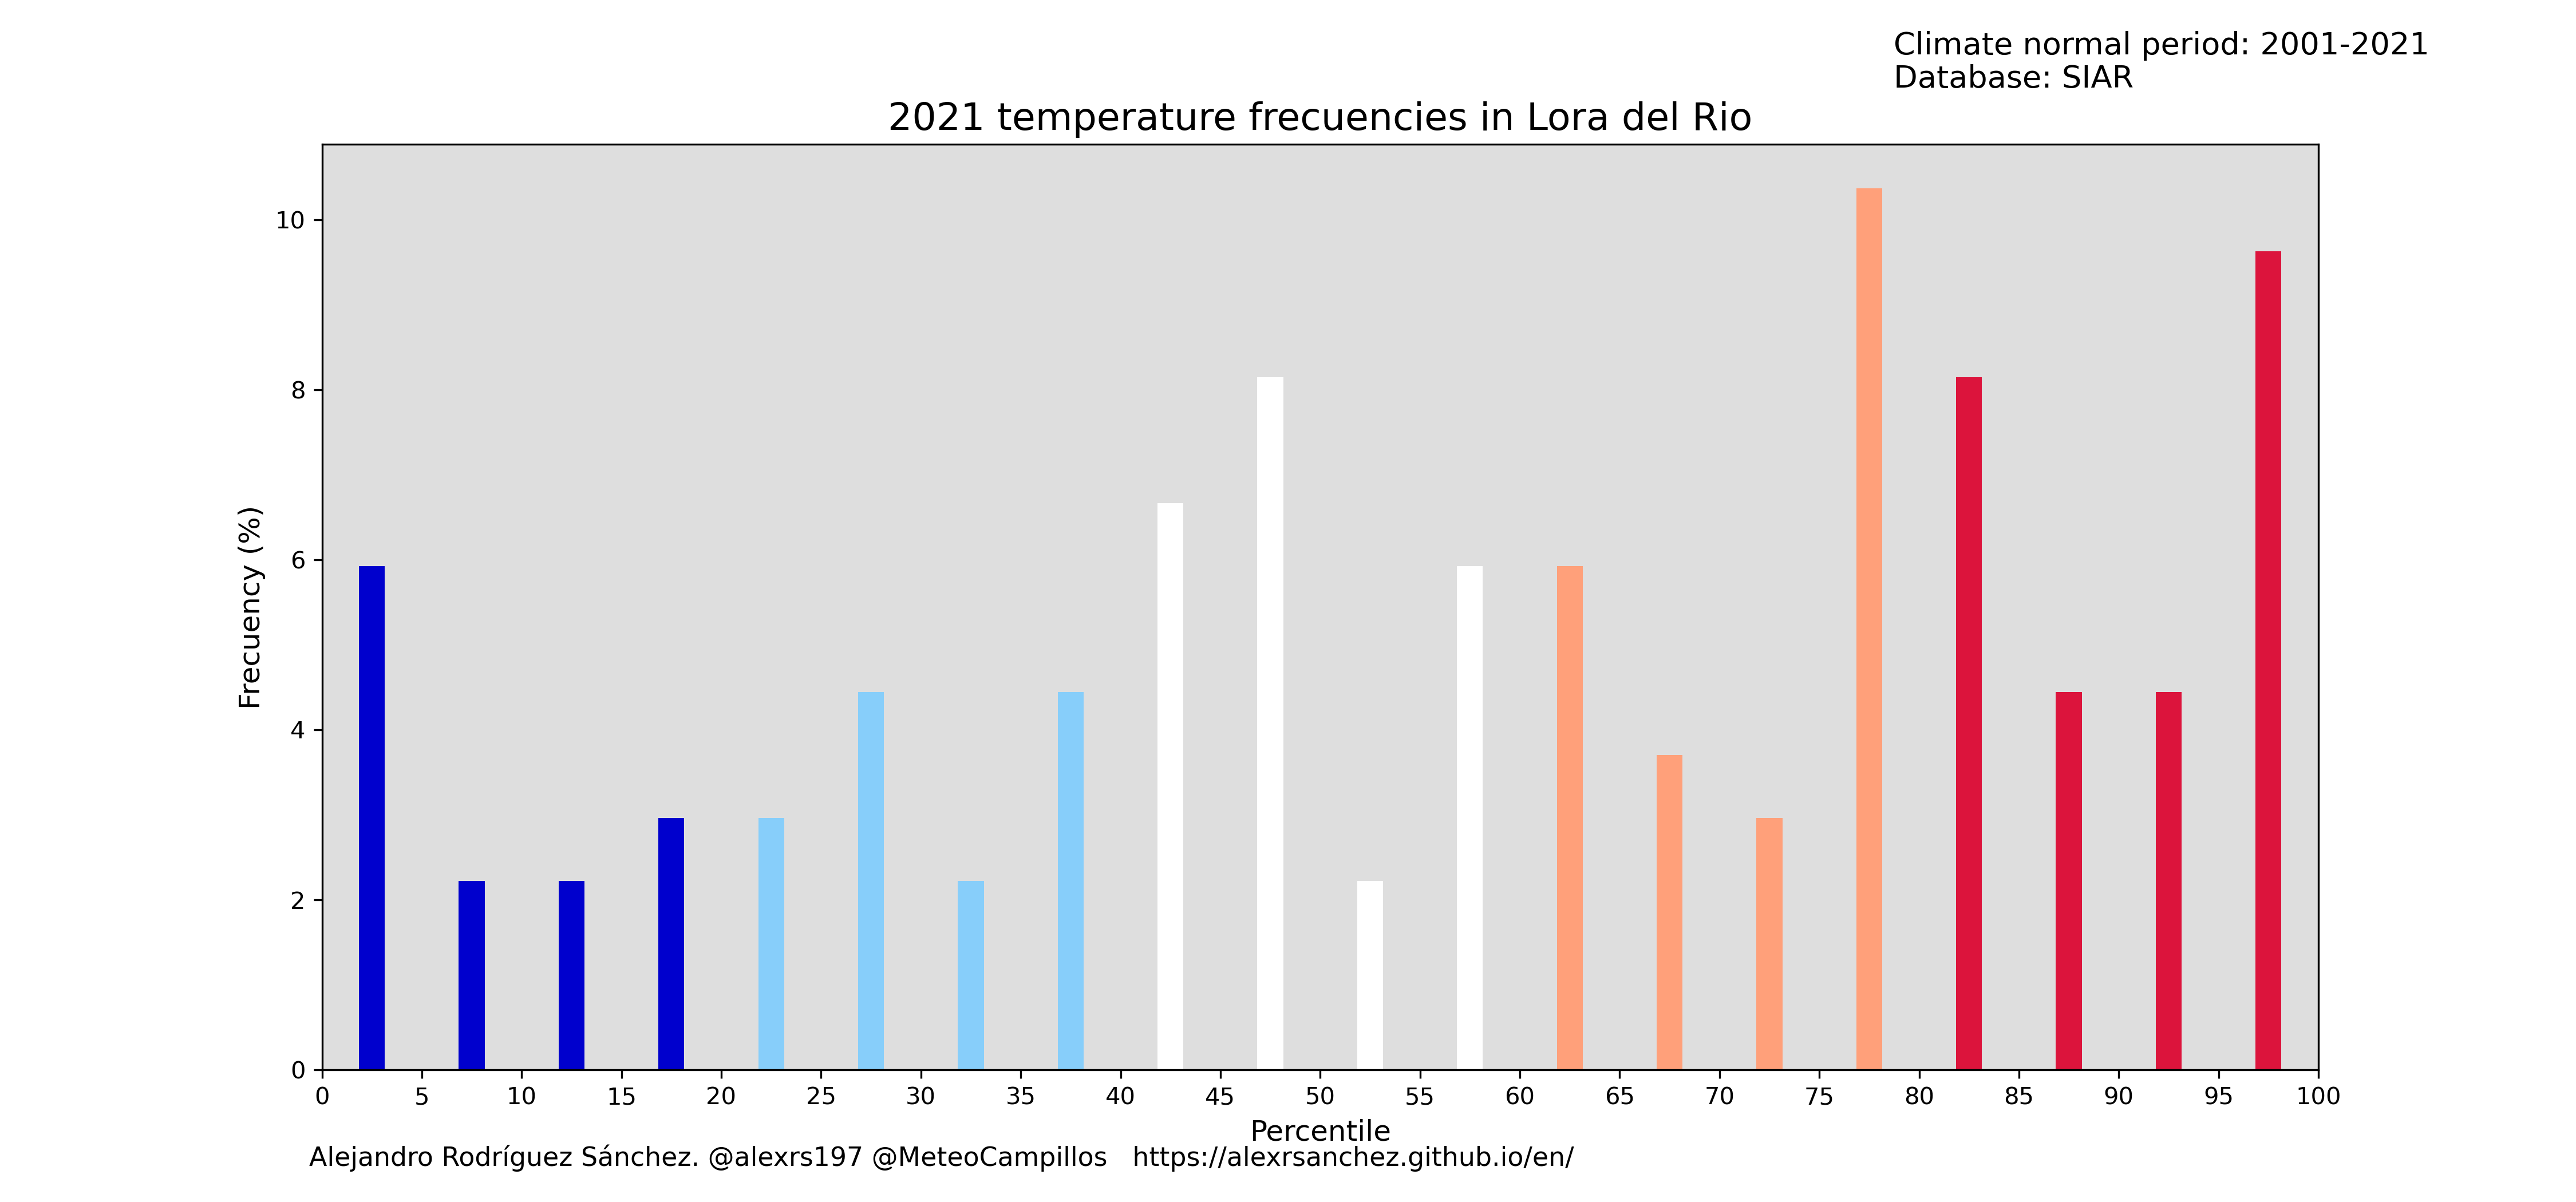 Climate normal period: 2001-2021
Database: SIAR
2021 temperature frecuencies in Lora del Rio
Frecuency (%)
10
8
6
4
2
0
0 5 10 15 20 25 30 35 40 45 50 55 60 65 70 75 80 85 90 95 100
Percentile
Alejandro Rodríguez Sánchez. @alexrs197 @MeteoCampillos https://alexrsanchez.github.io/en/